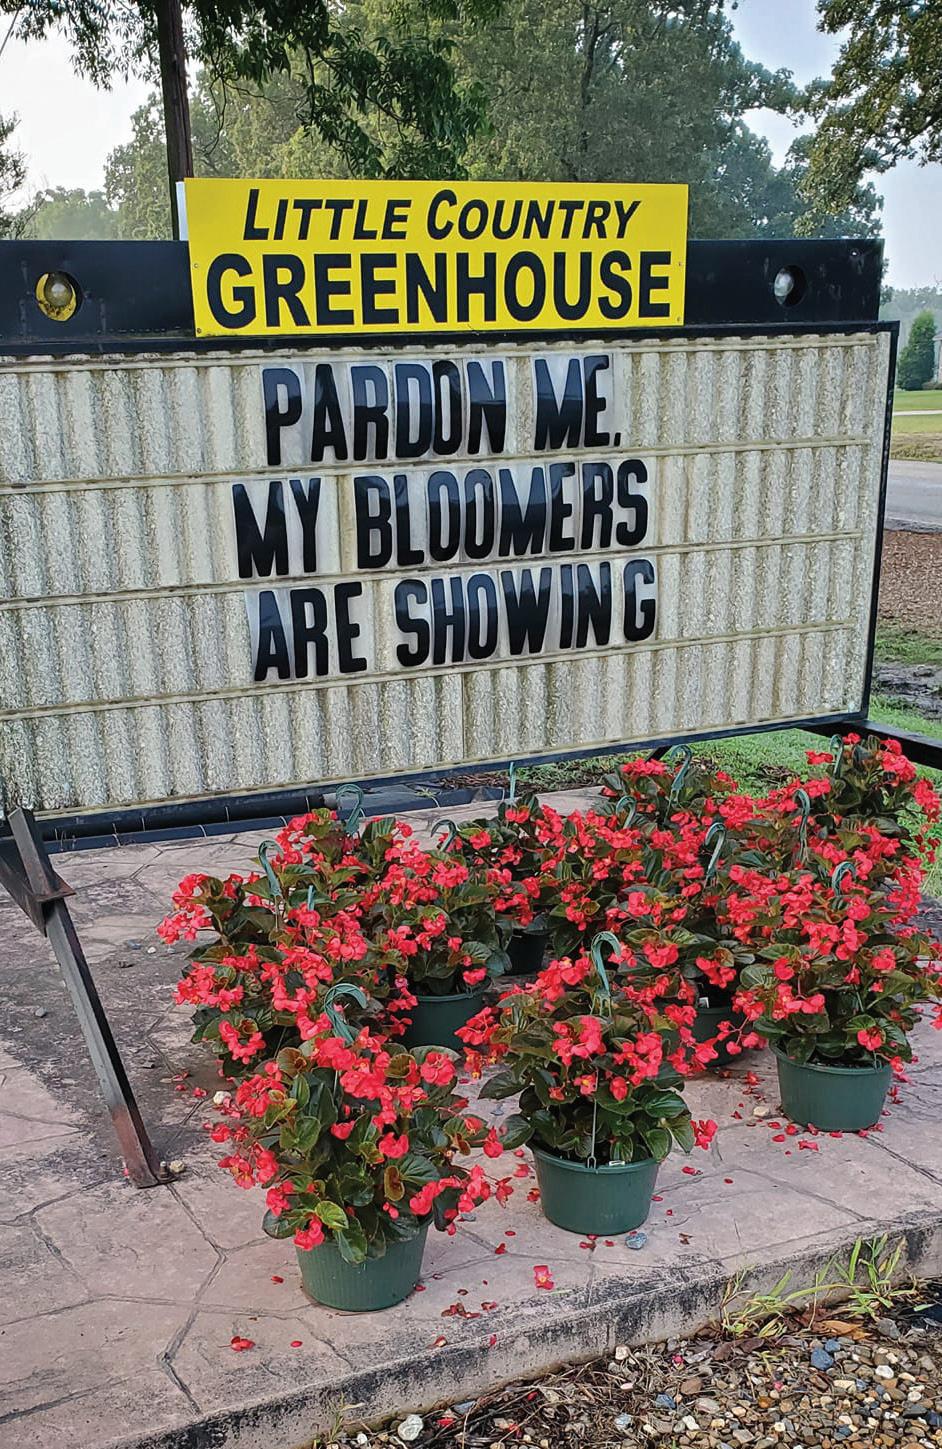 LITTLE COUNTRY
GREENHOUSE
PARDON ME,
MY BLOOMERS
ARE SHOWING